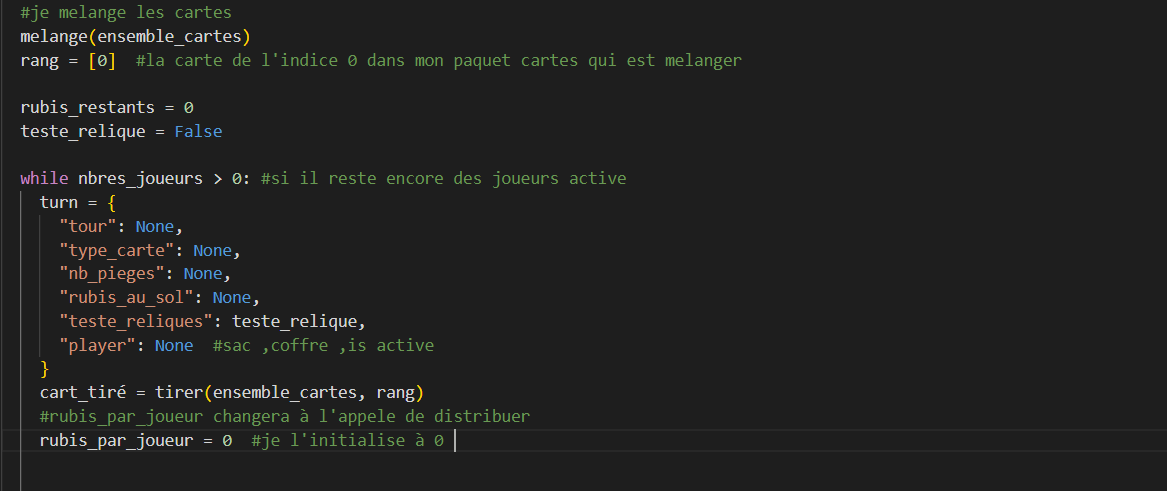 #je melange les cartes
melange(ensemble_cartes)
rang = [0]  #la carte de l'indice 0 dans mon paquet cartes qui est melanger
rubis_restants = 0
teste_relique = False
while nbres_joueurs > 0: #si il reste encore des joueurs active
turn = {
"tour": None,
"type_carte": None,
"nb_pieges": None,
"rubis_au_sol": None,
"teste_reliques": teste_relique,
"player": None  #sac ,coffre ,is active
}
cart_tiré = tirer(ensemble_cartes, rang)
#rubis_par_joueur changera à l'appele de distribuer
rubis_par_joueur = 0  #je l'initialise à 0